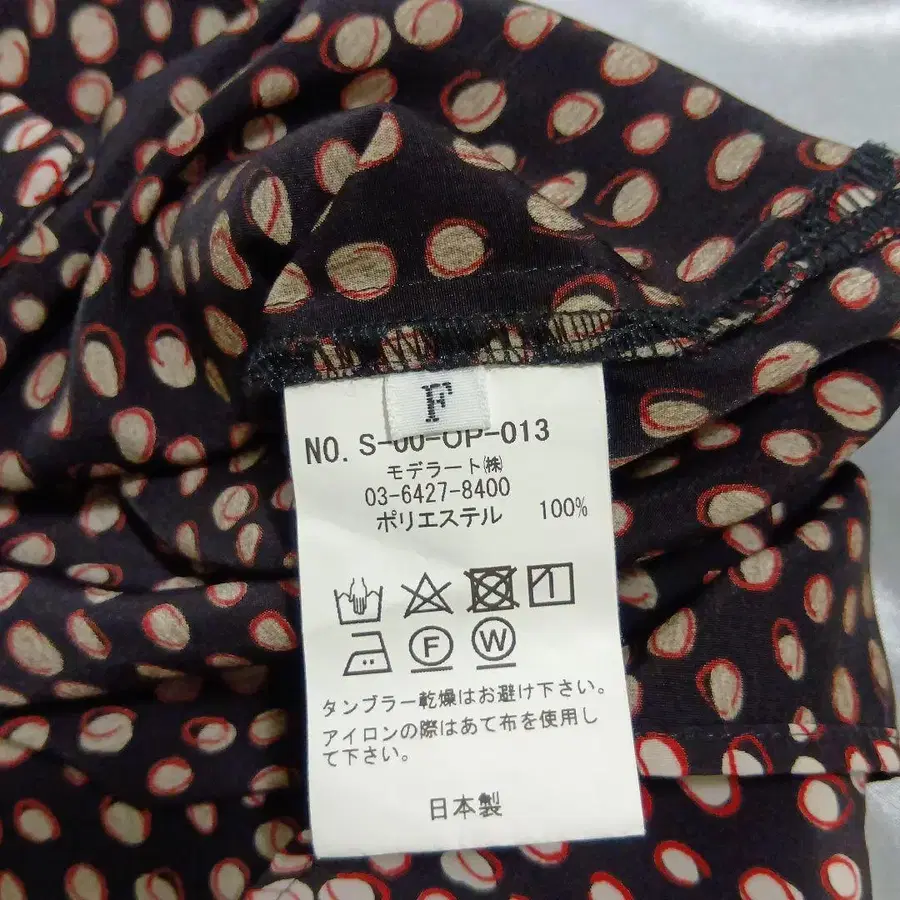 F
NO. S-00-OP-013
モデラート㈱
03-6427-8400
ポリエステル 100%
F W
タンブラー乾燥はお避け下さい。
アイロンの際はあて布を使用し
て下さい。
日本製